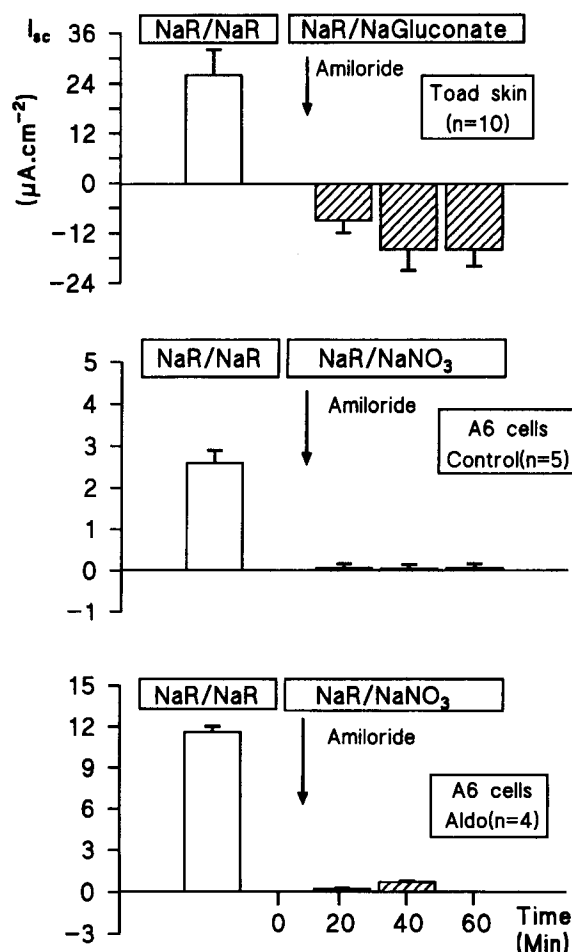 I_sc
(μA.cm⁻²)
36
24
12
0
−12
−24
NaR/NaR
NaR/NaGluconate
Amiloride
Toad skin
(n=10)
5
4
3
2
1
0
−1
NaR/NaR
NaR/NaNO₃
Amiloride
A6 cells
Control(n=5)
15
12
9
6
3
0
−3
NaR/NaR
NaR/NaNO₃
Amiloride
A6 cells
Aldo(n=4)
0 20 40 60 Time
(Min)